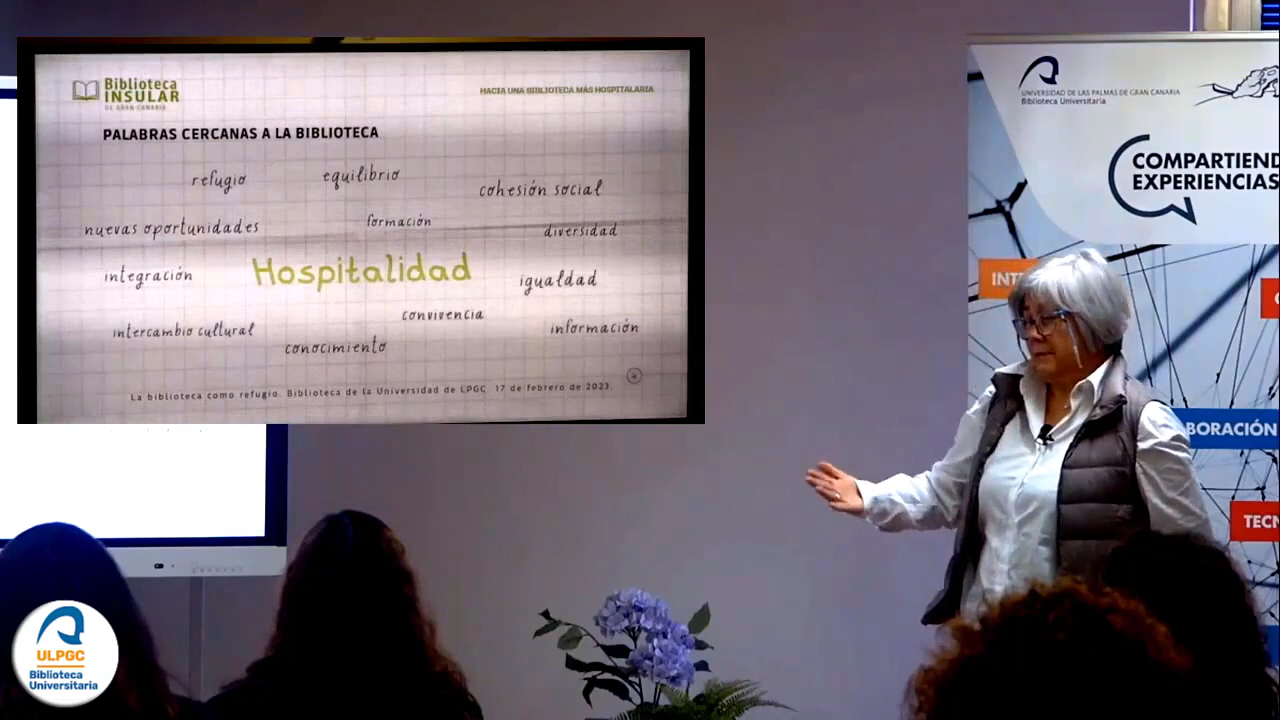 Biblioteca
INSULAR
DE GRAN CANARIA
HACIA UNA BIBLIOTECA MÁS HOSPITALARIA
PALABRAS CERCANAS A LA BIBLIOTECA
refugio
equilibrio
cohesión social
nuevas oportunidades
formación
diversidad
integración
Hospitalidad
igualdad
convivencia
intercambio cultural
información
conocimiento
La biblioteca como refugio. Biblioteca de la Universidad de LPGC 17 de febrero de 2023.
UNIVERSIDAD DE LAS PALMAS DE GRAN CANARIA
Biblioteca Universitaria
COMPARTIEND
EXPERIENCIAS
INT
BORACIÓN
TECN
ULPGC
Biblioteca
Universitaria